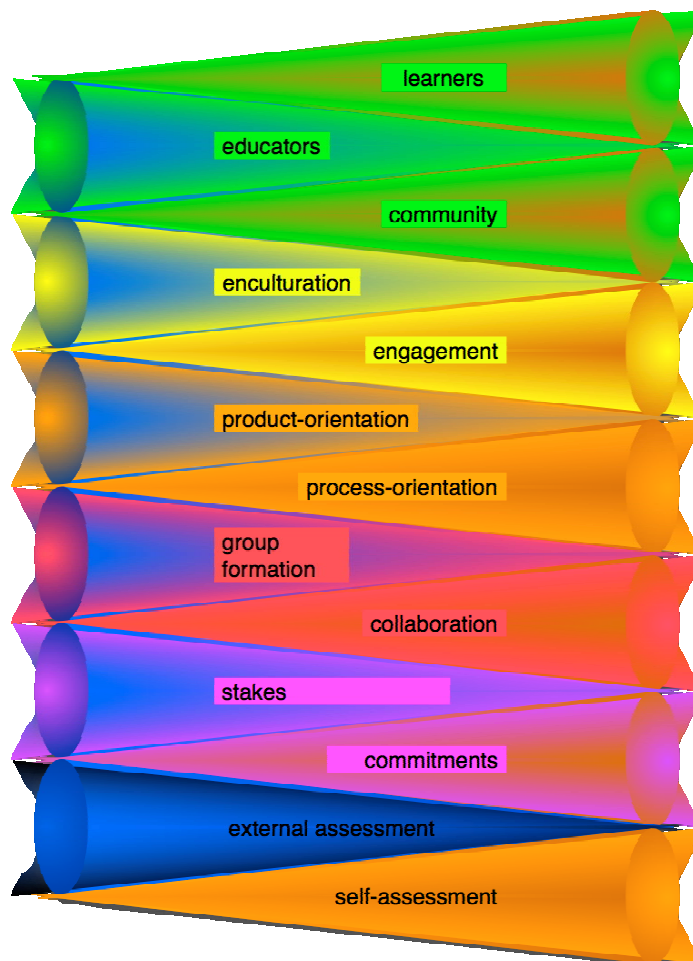 learners
educators
community
enculturation
engagement
product-orientation
process-orientation
group
formation
collaboration
stakes
commitments
external assessment
self-assessment